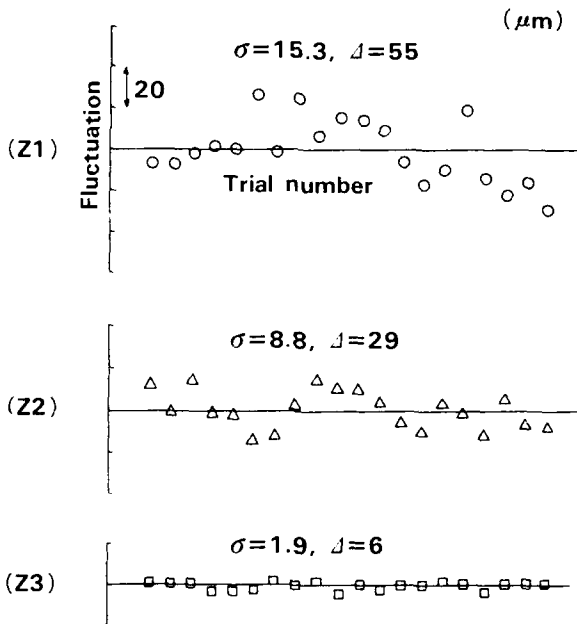 (μm)
σ=15.3, Δ=55
20
Fluctuation
(Z1)
Trial number
σ=8.8, Δ=29
(Z2)
σ=1.9, Δ=6
(Z3)